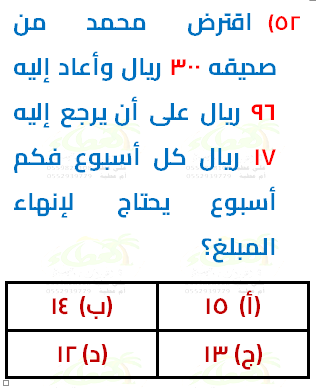 ٥٢) اقترض محمد من
صديقه ٣٠٠ ريال وأعاد إليه
٩٦ ريال على أن يرجع إليه
١٧ ريال كل أسبوع فكم
أسبوع يحتاج لإنهاء
المبلغ؟
(أ) ١٥ (ب) ١٤
(ج) ١٣ (د) ١٢